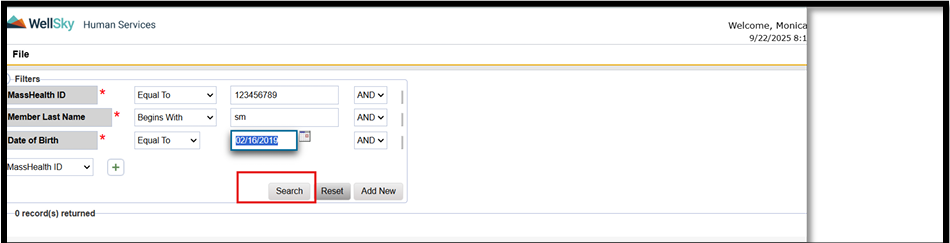 WellSky Human Services
Welcome, Monica
9/22/2025 8:1
File
Filters
MassHealth ID * Equal To 123456789 AND
Member Last Name * Begins With sm AND
Date of Birth * Equal To 02/16/2019 AND
MassHealth ID +
Search Reset Add New
0 record(s) returned